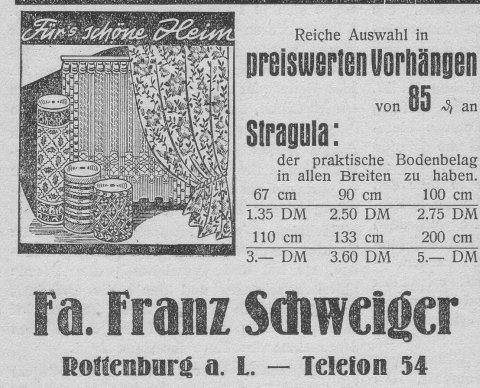 Für's schöne Heim
Reiche Auswahl in
preiswerten Vorhängen
von 85 ₰ an
Stragula:
der praktische Bodenbelag
in allen Breiten zu haben.
67 cm 90 cm 100 cm
1.35 DM 2.50 DM 2.75 DM
110 cm 133 cm 200 cm
3.— DM 3.60 DM 5.— DM
Fa. Franz Schweiger
Rottenburg a. L. — Telefon 54